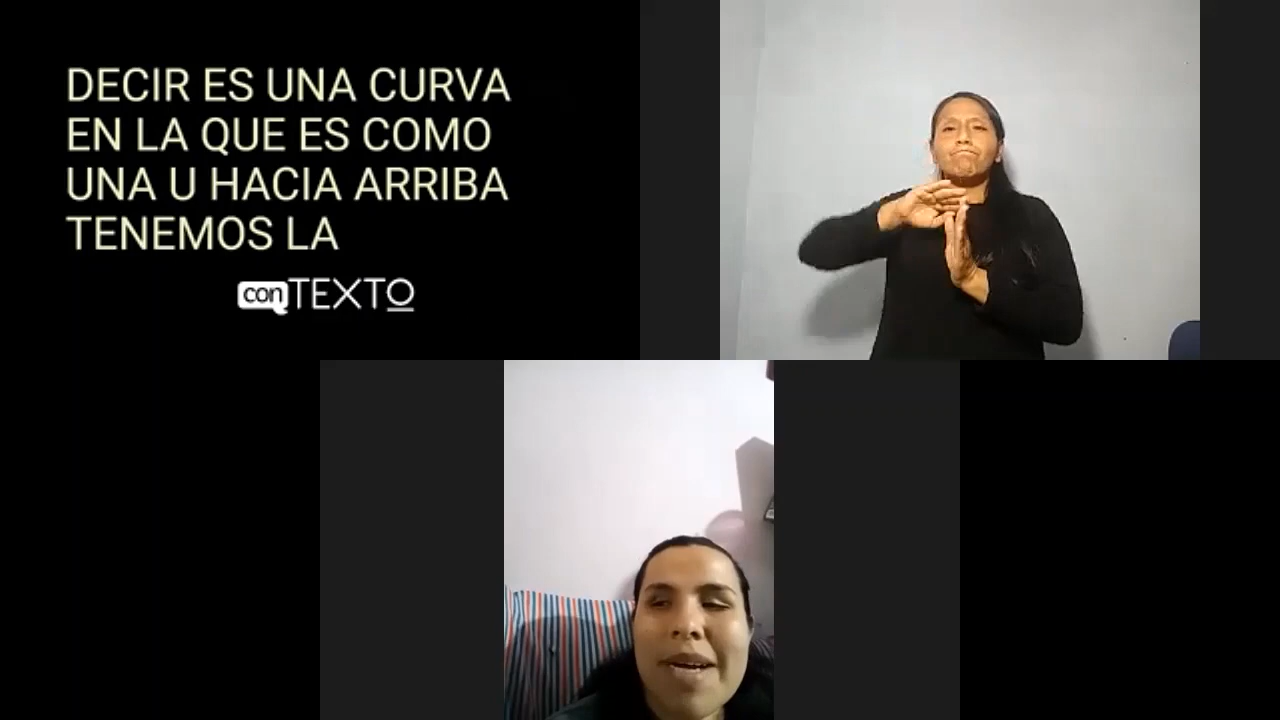 DECIR ES UNA CURVA
EN LA QUE ES COMO
UNA U HACIA ARRIBA
TENEMOS LA
conTEXTO